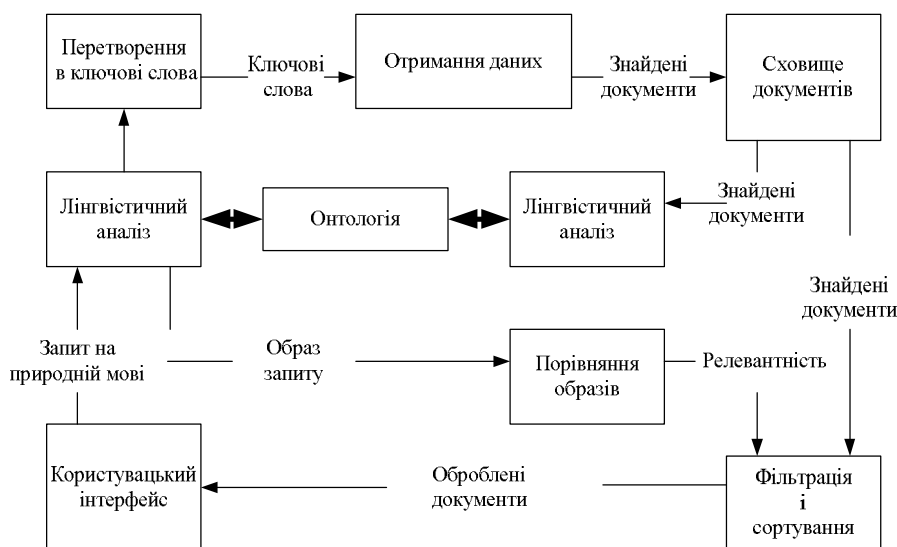 Перетворення
в ключові слова
Ключові
слова
Отримання даних
Знайдені
документи
Сховище
документів
Лінгвістичний
аналіз
Онтологія
Лінгвістичний
аналіз
Знайдені
документи
Знайдені
документи
Запит на
природній мові
Образ
запиту
Порівняння
образів
Релевантність
Користувацький
інтерфейс
Оброблені
документи
Фільтрація
і
сортування